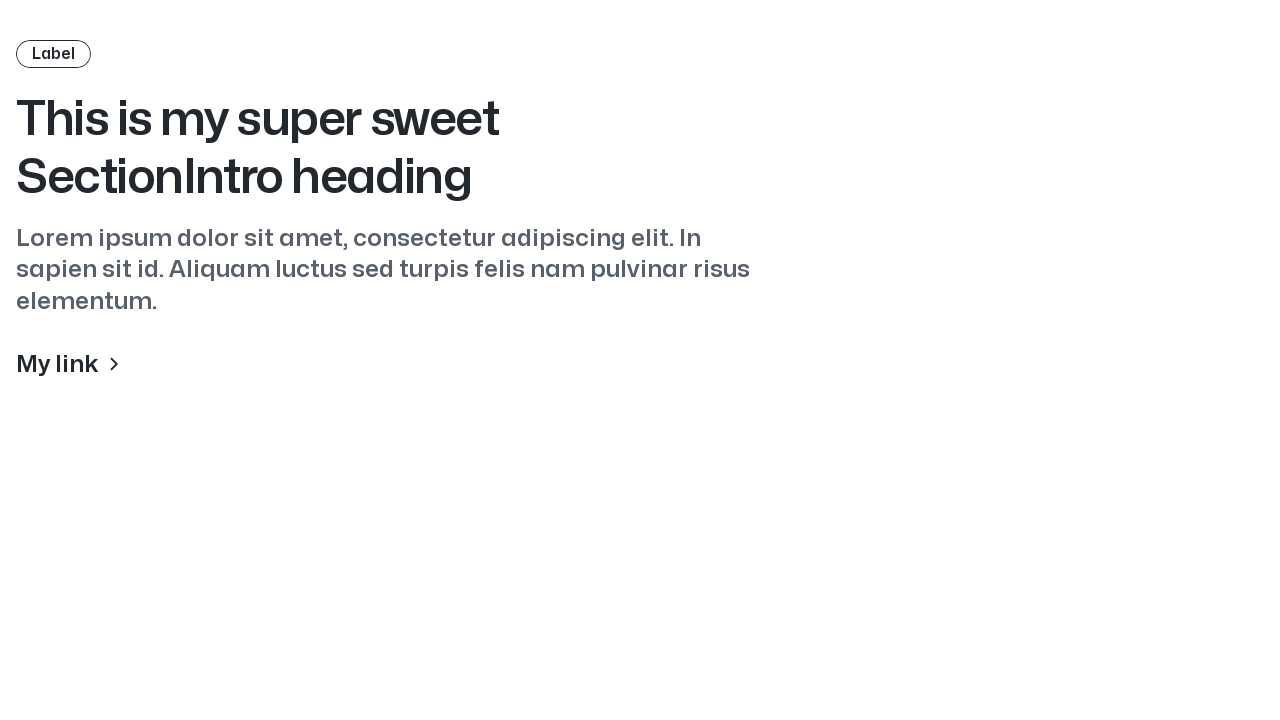 Label
This is my super sweet
SectionIntro heading
Lorem ipsum dolor sit amet, consectetur adipiscing elit. In
sapien sit id. Aliquam luctus sed turpis felis nam pulvinar risus
elementum.
My link